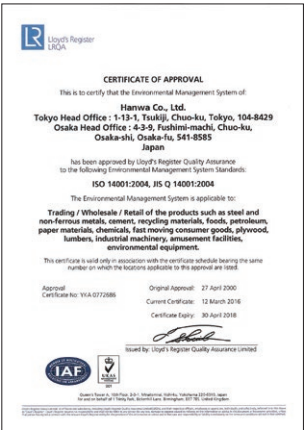 LR
Lloyd's Register
LRQA
CERTIFICATE OF APPROVAL
This is to certify that the Environmental Management System of:
Hanwa Co., Ltd.
Tokyo Head Office : 1-13-1, Tsukiji, Chuo-ku, Tokyo, 104-8429
Osaka Head Office : 4-3-9, Fushimi-machi, Chuo-ku,
Osaka-shi, Osaka-fu, 541-8585
Japan
has been approved by Lloyd's Register Quality Assurance
to the following Environmental Management System Standards:
ISO 14001:2004, JIS Q 14001:2004
The Environmental Management System is applicable to:
Trading / Wholesale / Retail of the products such as steel and
non-ferrous metals, cement, recycling materials, foods, petroleum,
paper materials, chemicals, fast moving consumer goods, plywood,
lumbers, industrial machinery, amusement facilities,
environmental equipment.
This certificate is valid only in association with the certificate schedule bearing the same
number on which the locations applicable to this approval are listed.
Approval
Certificate No: YKA 0772686
Original Approval: 27 April 2000
Current Certificate: 12 March 2016
Certificate Expiry: 30 April 2018
Issued by: Lloyd's Register Quality Assurance Limited
IAF
UKAS